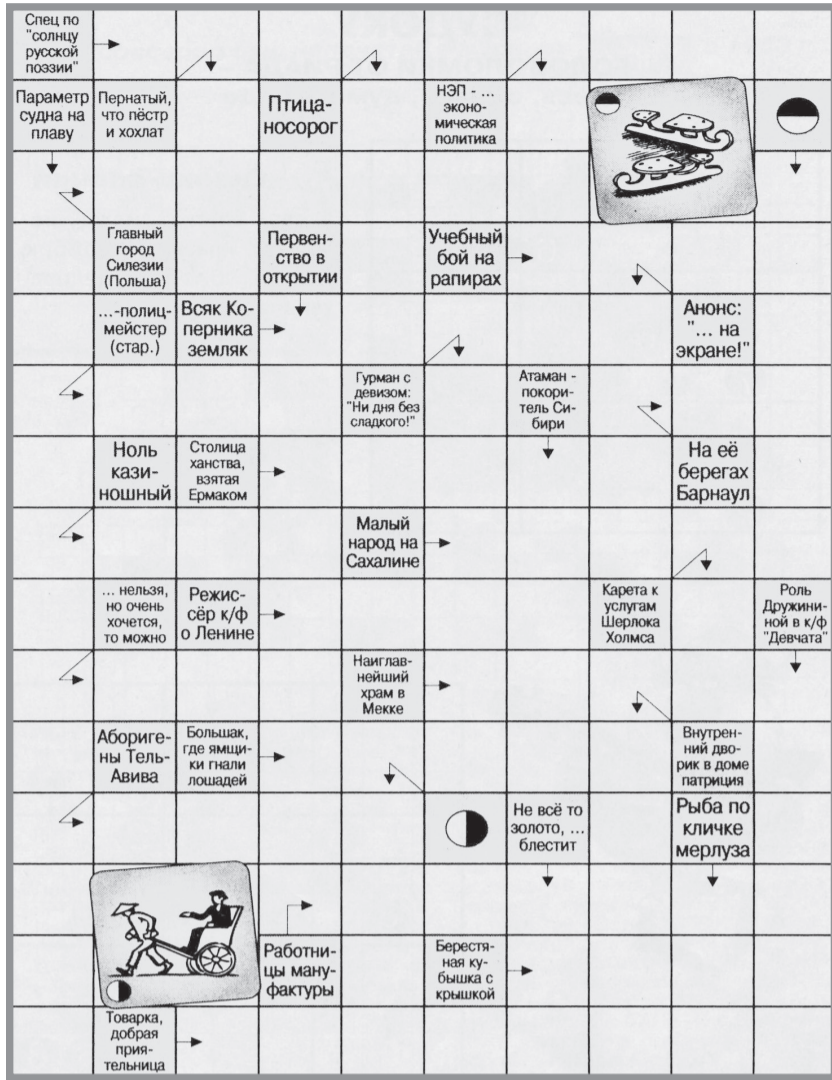 Спец по
"солнцу
русской
поэзии"
Параметр
судна на
плаву
Пернатый,
что пёстр
и хохлат
Птица-
носорог
НЭП - ...
эконо-
мическая
политика
Главный
город
Силезии
(Польша)
Первен-
ство в
открытии
Учебный
бой на
рапирах
...-полиц-
мейстер
(стар.)
Всяк Ко-
перника
земляк
Анонс:
"... на
экране!"
Гурман с
девизом:
"Ни дня без
сладкого!"
Атаман -
покори-
тель Си-
бири
Ноль
кази-
ношный
Столица
ханства,
взятая
Ермаком
На её
берегах
Барнаул
Малый
народ на
Сахалине
... нельзя,
но очень
хочется,
то можно
Режис-
сёр к/ф
о Ленине
Карета к
услугам
Шерлока
Холмса
Роль
Дружини-
ной в к/ф
"Девчата"
Наиглав-
нейший
храм в
Мекке
Абориге-
ны Тель-
Авива
Большак,
где ямщи-
ки гнали
лошадей
Внутрен-
ний дво-
рик в доме
патриция
Не всё то
золото, ...
блестит
Рыба по
кличке
мерлуза
Работни-
цы ману-
фактуры
Берестя-
ная ку-
бышка с
крышкой
Товарка,
добрая
прия-
тельница